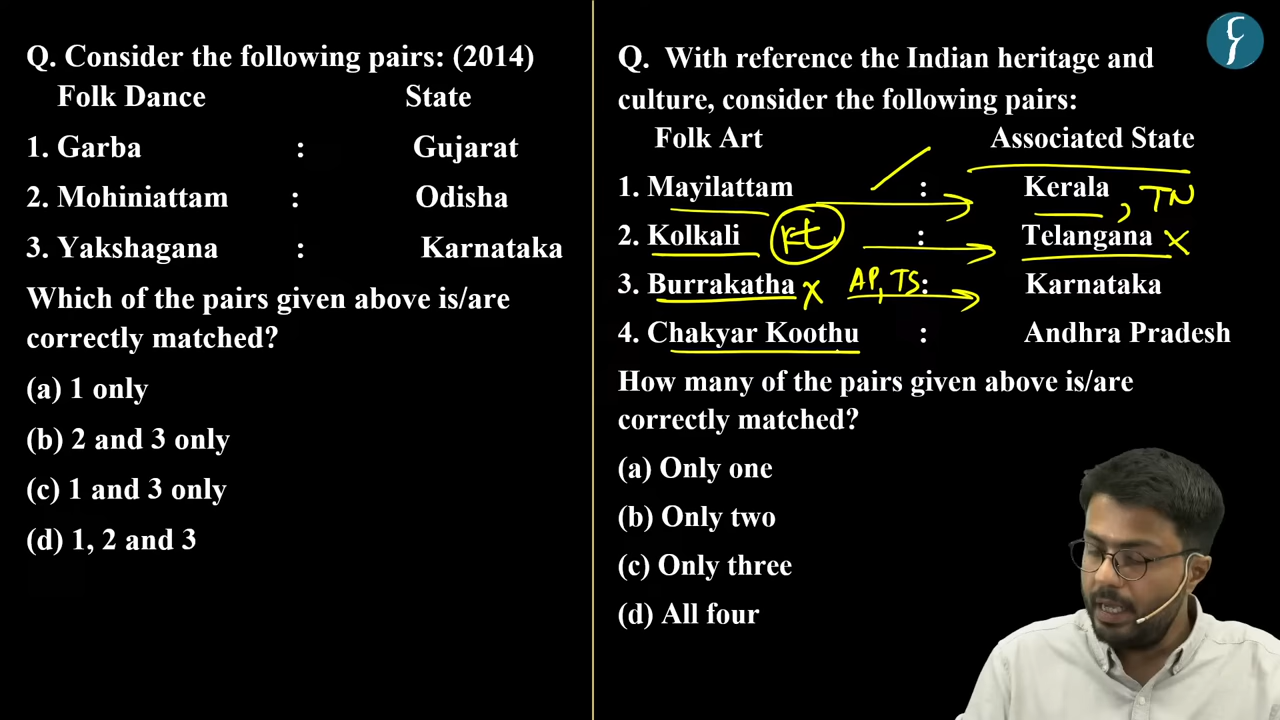 Q. Consider the following pairs: (2014)
Folk Dance State
1. Garba : Gujarat
2. Mohiniattam : Odisha
3. Yakshagana : Karnataka
Which of the pairs given above is/are
correctly matched?
(a) 1 only
(b) 2 and 3 only
(c) 1 and 3 only
(d) 1, 2 and 3
Q. With reference the Indian heritage and
culture, consider the following pairs:
Folk Art Associated State
1. Mayilattam : Kerala , TN
2. Kolkali : Telangana x
3. Burrakatha x AP, TS : Karnataka
4. Chakyar Koothu : Andhra Pradesh
How many of the pairs given above is/are
correctly matched?
(a) Only one
(b) Only two
(c) Only three
(d) All four